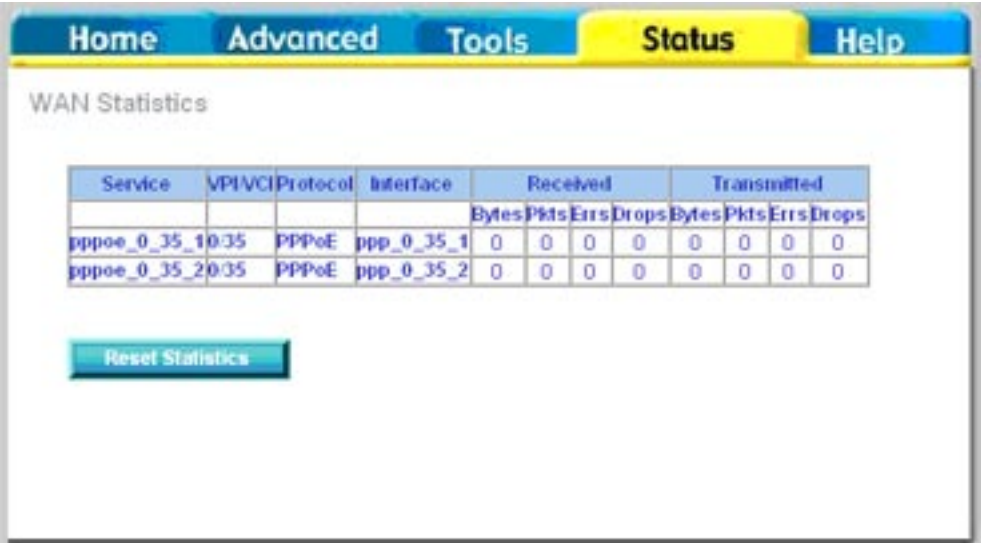 Home Advanced Tools Status Help
WAN Statistics
Service VPI/VCI Protocol Interface Received Transmitted
Bytes Pkts Errs Drops Bytes Pkts Errs Drops
pppoe_0_35_1 0/35 PPPoE ppp_0_35_1 0 0 0 0 0 0 0 0
pppoe_0_35_2 0/35 PPPoE ppp_0_35_2 0 0 0 0 0 0 0 0
Reset Statistics